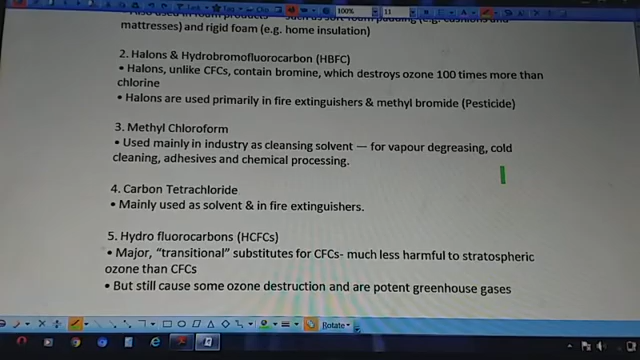 100%
11
mattresses) and rigid foam (e.g. home insulation)
2. Halons & Hydrobromofluorocarbon (HBFC)
• Halons, unlike CFCs, contain bromine, which destroys ozone 100 times more than
chlorine
• Halons are used primarily in fire extinguishers & methyl bromide (Pesticide)
3. Methyl Chloroform
• Used mainly in industry as cleansing solvent — for vapour degreasing, cold
cleaning, adhesives and chemical processing.
4. Carbon Tetrachloride
• Mainly used as solvent & in fire extinguishers.
5. Hydro fluorocarbons (HCFCs)
• Major, “transitional” substitutes for CFCs- much less harmful to stratospheric
ozone than CFCs
• But still cause some ozone destruction and are potent greenhouse gases
Rotate